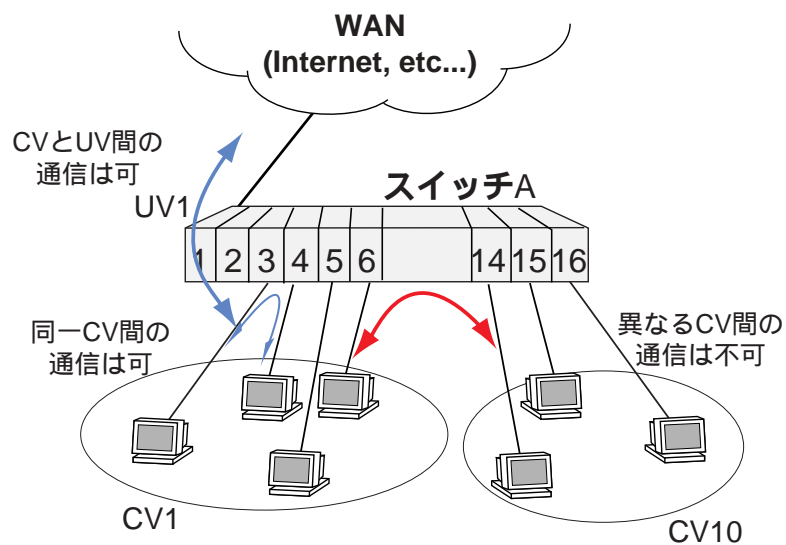 WAN
(Internet, etc...)
CVとUV間の
通信は可
UV1
スイッチA
1 2 3 4 5 6 14 15 16
同一CV間の
通信は可
異なるCV間の
通信は不可
CV1
CV10